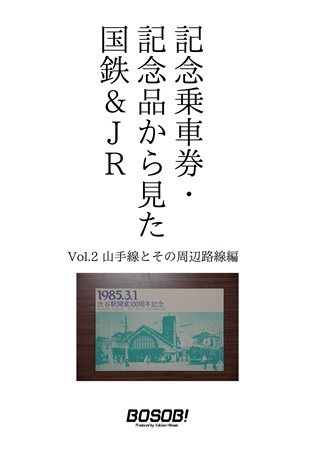 記念乗車券・
記念品から見た
国鉄＆ＪＲ
Vol.2 山手線とその周辺路線編
1985.3.1
渋谷駅開業100周年記念
BOSOB!